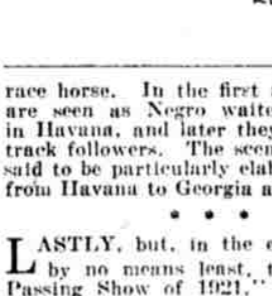 race horse. In the first
are seen as Negro waite
in Havana, and later they
track followers. The scen
said to be particularly elab
from Havana to Georgia a
* * *
LASTLY, but, in the e
by no means least, t
Passing Show of 1921,"